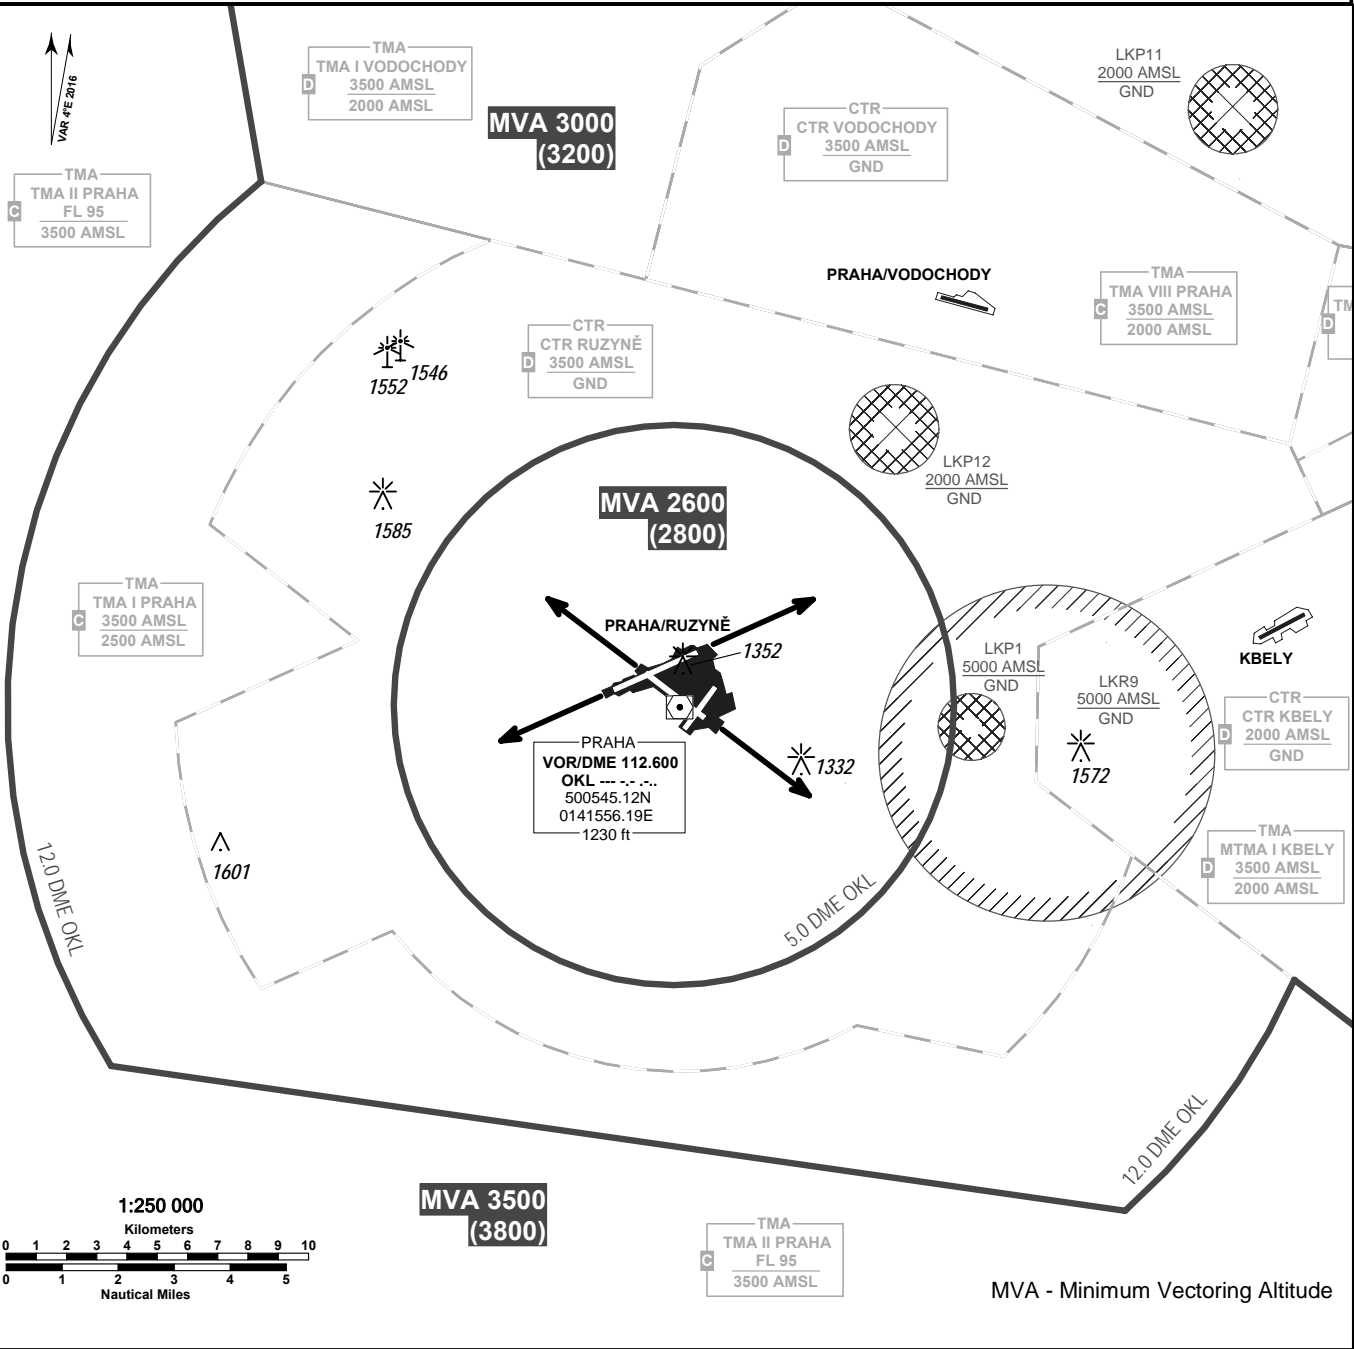 VAR 4°E 2016
TMA
TMA I VODOCHODY
D
3500 AMSL
2000 AMSL
MVA 3000
(3200)
LKP11
2000 AMSL
GND
CTR
CTR VODOCHODY
D
3500 AMSL
GND
TMA
TMA II PRAHA
C
FL 95
3500 AMSL
PRAHA/VODOCHODY
TMA
TMA VIII PRAHA
C
3500 AMSL
2000 AMSL
TM
D
1552
1546
CTR
CTR RUZYNĚ
D
3500 AMSL
GND
LKP12
2000 AMSL
GND
1585
MVA 2600
(2800)
TMA
TMA I PRAHA
C
3500 AMSL
2500 AMSL
PRAHA/RUZYNĚ
1352
LKP1
5000 AMSL
GND
LKR9
5000 AMSL
GND
KBELY
CTR
CTR KBELY
D
2000 AMSL
GND
PRAHA
VOR/DME 112.600
OKL --- -.- .-..
500545.12N
0141556.19E
1230 ft
1332
1572
TMA
MTMA I KBELY
D
3500 AMSL
2000 AMSL
1601
12.0 DME OKL
5.0 DME OKL
12.0 DME OKL
MVA 3500
(3800)
1:250 000
Kilometers
0 1 2 3 4 5 6 7 8 9 10
0 1 2 3 4 5
Nautical Miles
TMA
TMA II PRAHA
C
FL 95
3500 AMSL
MVA - Minimum Vectoring Altitude